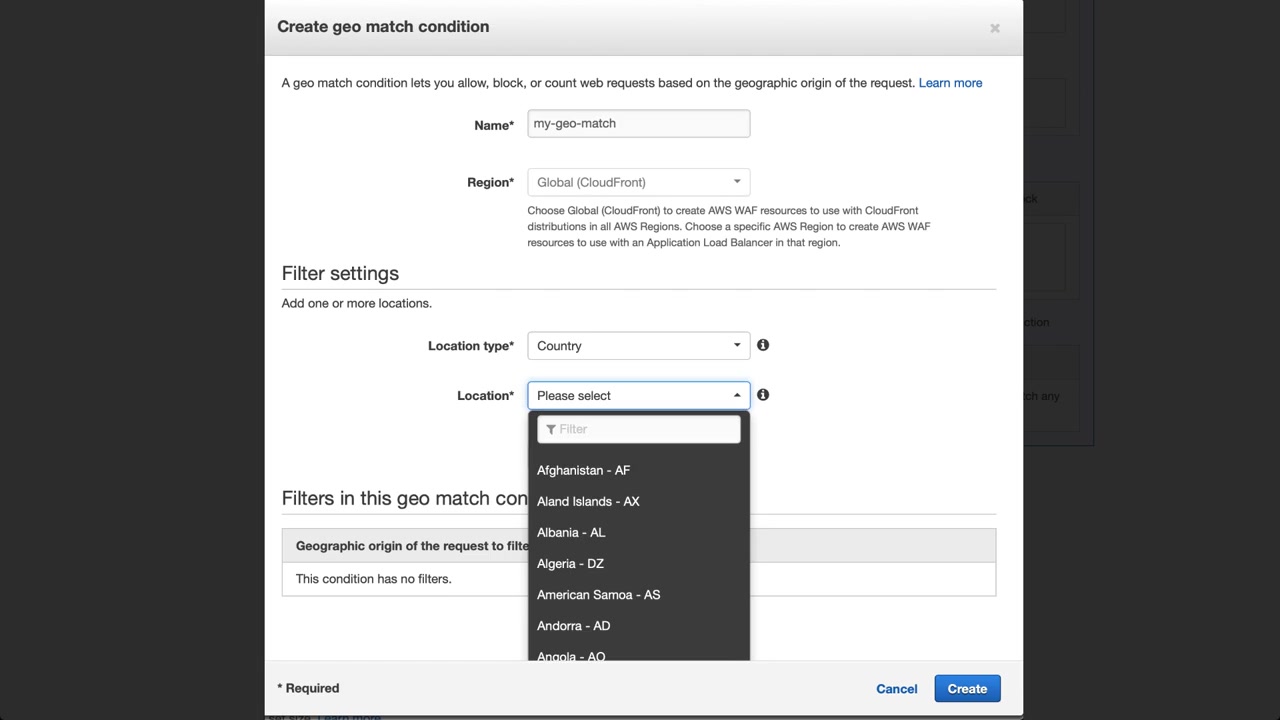 Create geo match condition
×
A geo match condition lets you allow, block, or count web requests based on the geographic origin of the request. Learn more
Name* my-geo-match
Region* Global (CloudFront)
Choose Global (CloudFront) to create AWS WAF resources to use with CloudFront
distributions in all AWS Regions. Choose a specific AWS Region to create AWS WAF
resources to use with an Application Load Balancer in that region.
Filter settings
Add one or more locations.
ction
Location type* Country
Location* Please select
ch any
Filter
Afghanistan - AF
Filters in this geo match con
Aland Islands - AX
Albania - AL
Geographic origin of the request to filte
Algeria - DZ
This condition has no filters.
American Samoa - AS
Andorra - AD
Angola - AO
* Required
Cancel Create